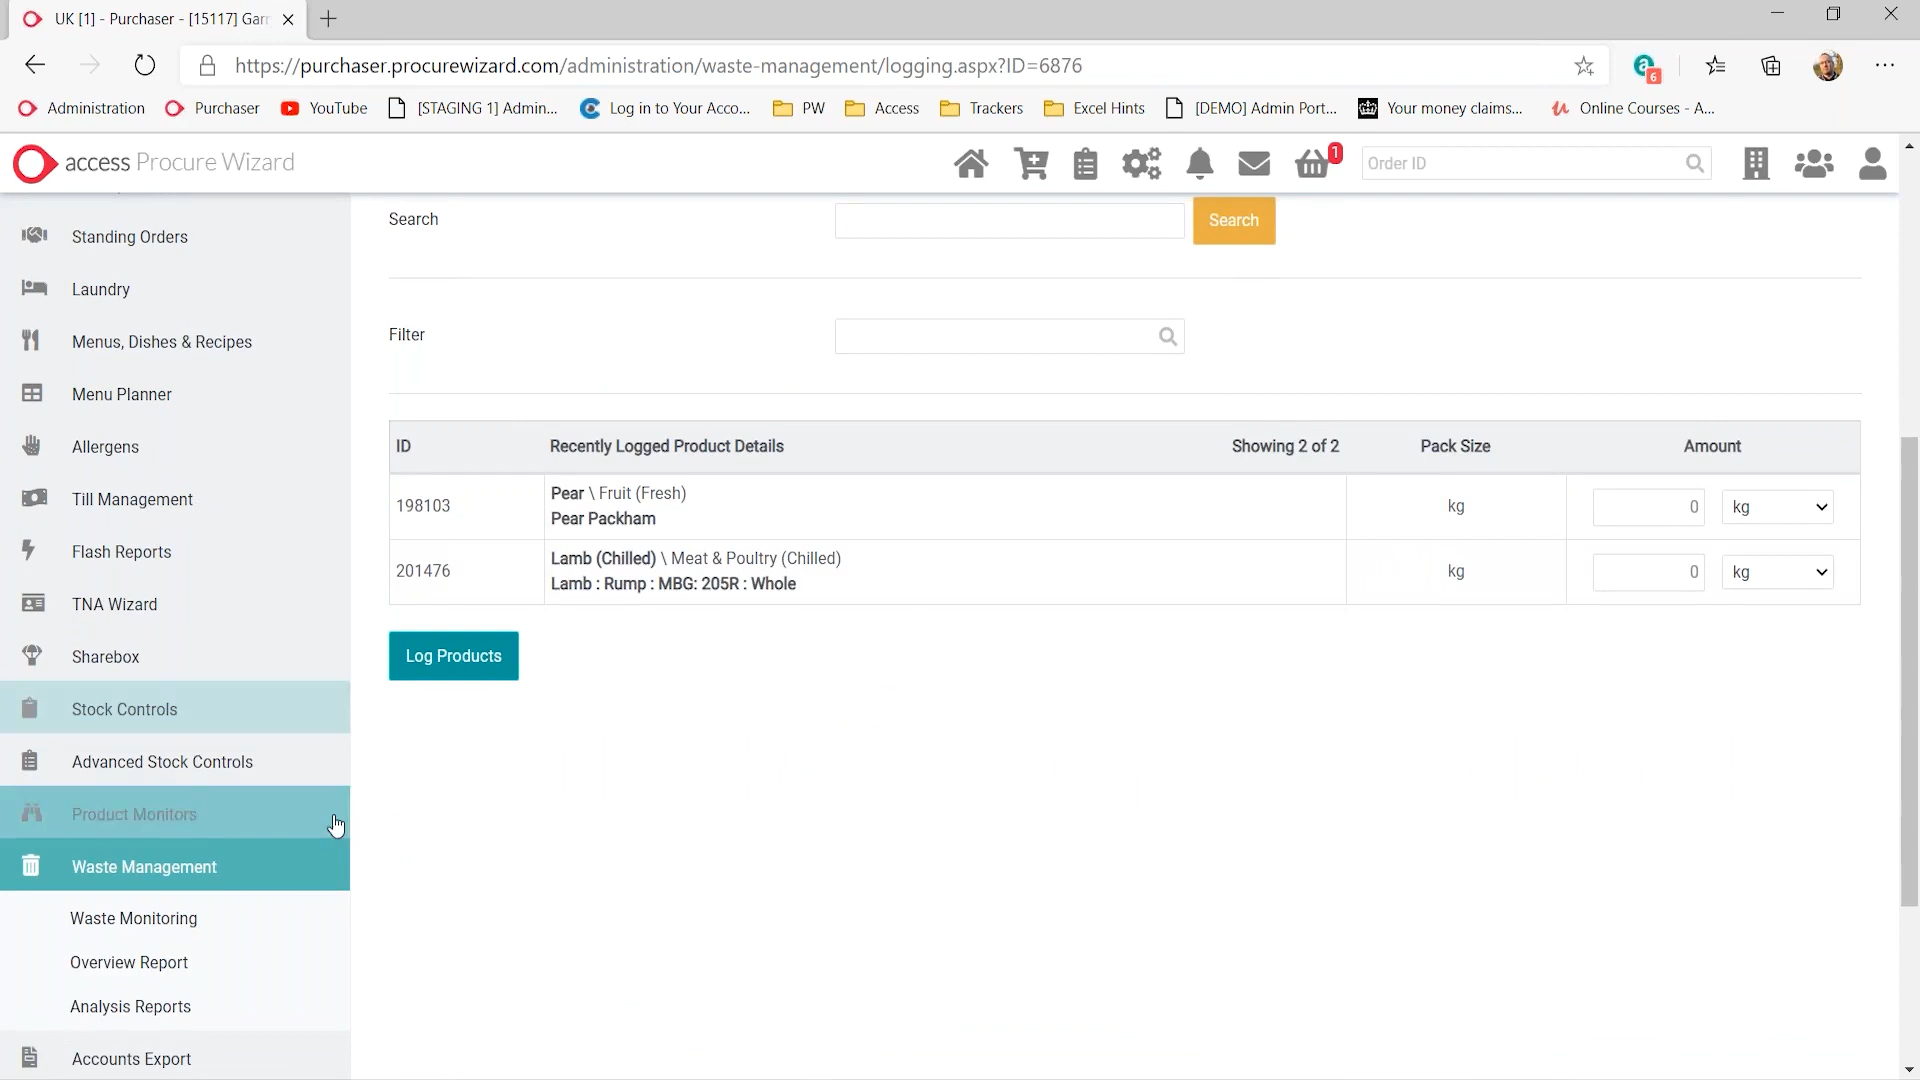 UK [1] - Purchaser - [15117] Garr
https://purchaser.procurewizard.com/administration/waste-management/logging.aspx?ID=6876
6
Administration
Purchaser
YouTube
[STAGING 1] Admin...
Log in to Your Acco...
PW
Access
Trackers
Excel Hints
[DEMO] Admin Port...
Your money claims...
Online Courses - A...
access Procure Wizard
1
Order ID
Standing Orders
Laundry
Menus, Dishes & Recipes
Menu Planner
Allergens
Till Management
Flash Reports
TNA Wizard
Sharebox
Stock Controls
Advanced Stock Controls
Product Monitors
Waste Management
Waste Monitoring
Overview Report
Analysis Reports
Accounts Export
Search
Search
Filter
ID Recently Logged Product Details Showing 2 of 2 Pack Size Amount
198103 Pear \ Fruit (Fresh) kg 0 kg
Pear Packham
201476 Lamb (Chilled) \ Meat & Poultry (Chilled) kg 0 kg
Lamb : Rump : MBG: 205R : Whole
Log Products